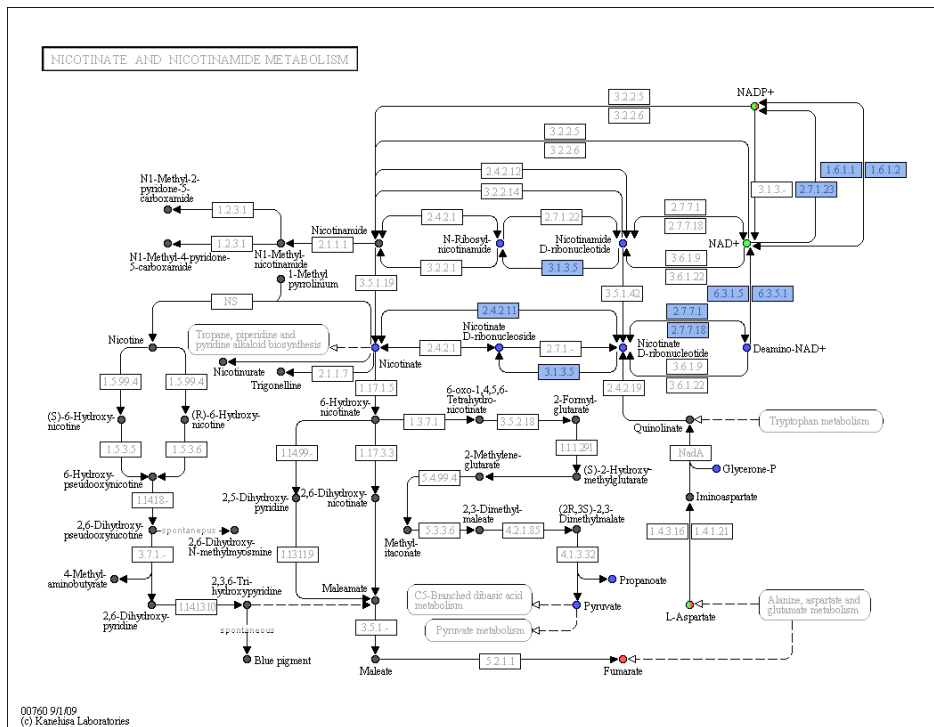 NICOTINATE AND NICOTINAMIDE METABOLISM
NADP+
3.2.2.5
3.2.2.6
3.2.2.5
3.2.2.6
1.6.1.1
1.6.1.2
3.1.3.-
2.7.1.23
2.4.2.12
3.2.2.14
N1-Methyl-2-
pyridone-5-
carboxamide
1.2.3.1
2.4.2.1
2.7.1.22
2.7.7.1
2.7.7.18
Nicotinamide
N-Ribosyl-
nicotinamide
Nicotinamide
D-ribonucleotide
NAD+
1.2.3.1
2.1.1.1
N1-Methyl-4-pyridone-
5-carboxamide
N1-Methyl-
nicotinamide
3.2.2.1
3.1.3.5
3.6.1.9
3.6.1.22
1-Methyl
pyrrolinium
3.5.1.19
3.5.1.42
6.3.1.5
6.3.5.1
NS
2.4.2.11
2.7.7.1
2.7.7.18
Nicotine
Tropane, piperidine and
pyridine alkaloid biosynthesis
Nicotinate
D-ribonucleoside
2.4.2.1
2.7.1.-
Nicotinate
Nicotinate
D-ribonucleotide
Deamino-NAD+
Nicotinurate
3.1.3.5
3.6.1.9
3.6.1.22
2.1.1.7
Trigonelline
1.5.99.4
1.5.99.4
1.17.1.5
2.4.2.19
6-Hydroxy-
nicotinate
6-oxo-1,4,5,6-
Tetrahydro-
nicotinate
2-Formyl-
glutarate
(S)-6-Hydroxy-
nicotine
(R)-6-Hydroxy-
nicotine
1.3.7.1
3.5.2.18
Quinolinate
Tryptophan metabolism
1.5.3.5
1.5.3.6
1.14.99.-
1.17.3.3
1.1.1.291
NadA
6-Hydroxy-
pseudooxynicotine
2-Methylene-
glutarate
5.4.99.4
(S)-2-Hydroxy-
methylglutarate
Glycerone-P
1.14.18.-
2,5-Dihydroxy-
pyridine
2,6-Dihydroxy-
nicotinate
Iminoaspartate
2,6-Dihydroxy-
pseudooxynicotine
spontaneous
2,6-Dihydroxy-
N-methylmyosmine
2,3-Dimethyl-
maleate
(2R,3S)-2,3-
Dimethylmalate
Methyl-
itaconate
5.3.3.6
4.2.1.85
1.4.3.16
1.4.1.21
3.7.1.-
1.13.11.9
4.1.3.32
4-Methyl-
aminobutyrate
2,3,6-Tri-
hydroxypyridine
Maleamate
Propanoate
1.14.13.10
2,6-Dihydroxy-
pyridine
C5-Branched dibasic acid
metabolism
Pyruvate
L-Aspartate
Alanine, aspartate and
glutamate metabolism
spontaneous
3.5.1.-
Pyruvate metabolism
Blue pigment
Maleate
5.2.1.1
Fumarate
00760 9/1/09
(c) Kanehisa Laboratories